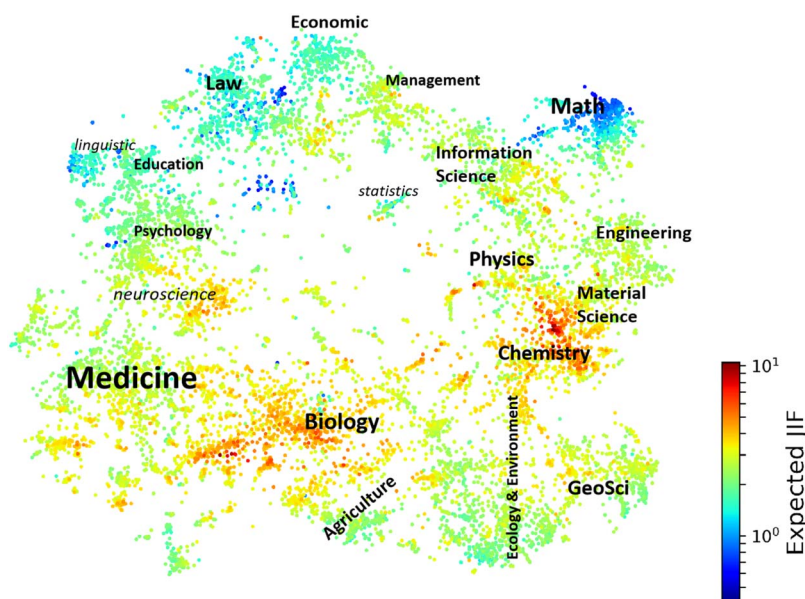 Economic
Law
Management
Math
linguistic
Education
Information
Science
statistics
Psychology
Engineering
Physics
neuroscience
Material
Science
Chemistry
Medicine
Biology
Agriculture
Ecology & Environment
GeoSci
10¹
10⁰
Expected JIF